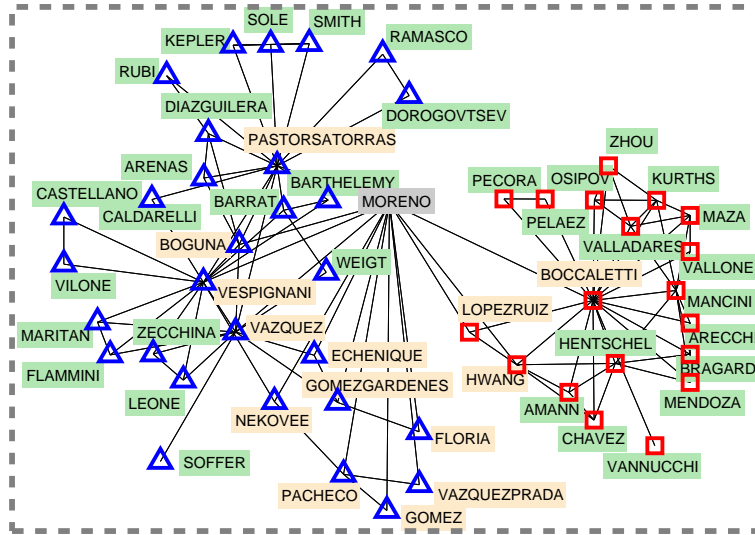 SOLE
SMITH
KEPLER
RAMASCO
RUBI
DIAZGUILERA
DOROGOVTSEV
PASTORSATORRAS
ZHOU
ARENAS
BARTHELEMY
PECORA
OSIPOV
KURTHS
CASTELLANO
CALDARELLI
BARRAT
MORENO
PELAEZ
MAZA
BOGUNA
WEIGT
VALLADARES
VALLONE
VILONE
VESPIGNANI
BOCCALETTI
MANCINI
MARITAN
ZECCHINA
VAZQUEZ
LOPEZRUIZ
ARECCHI
ECHENIQUE
HENTSCHEL
FLAMMINI
GOMEZGARDENES
HWANG
BRAGARD
LEONE
NEKOVEE
AMANN
MENDOZA
FLORIA
CHAVEZ
SOFFER
VANNUCCHI
PACHECO
VAZQUEZPRADA
GOMEZ